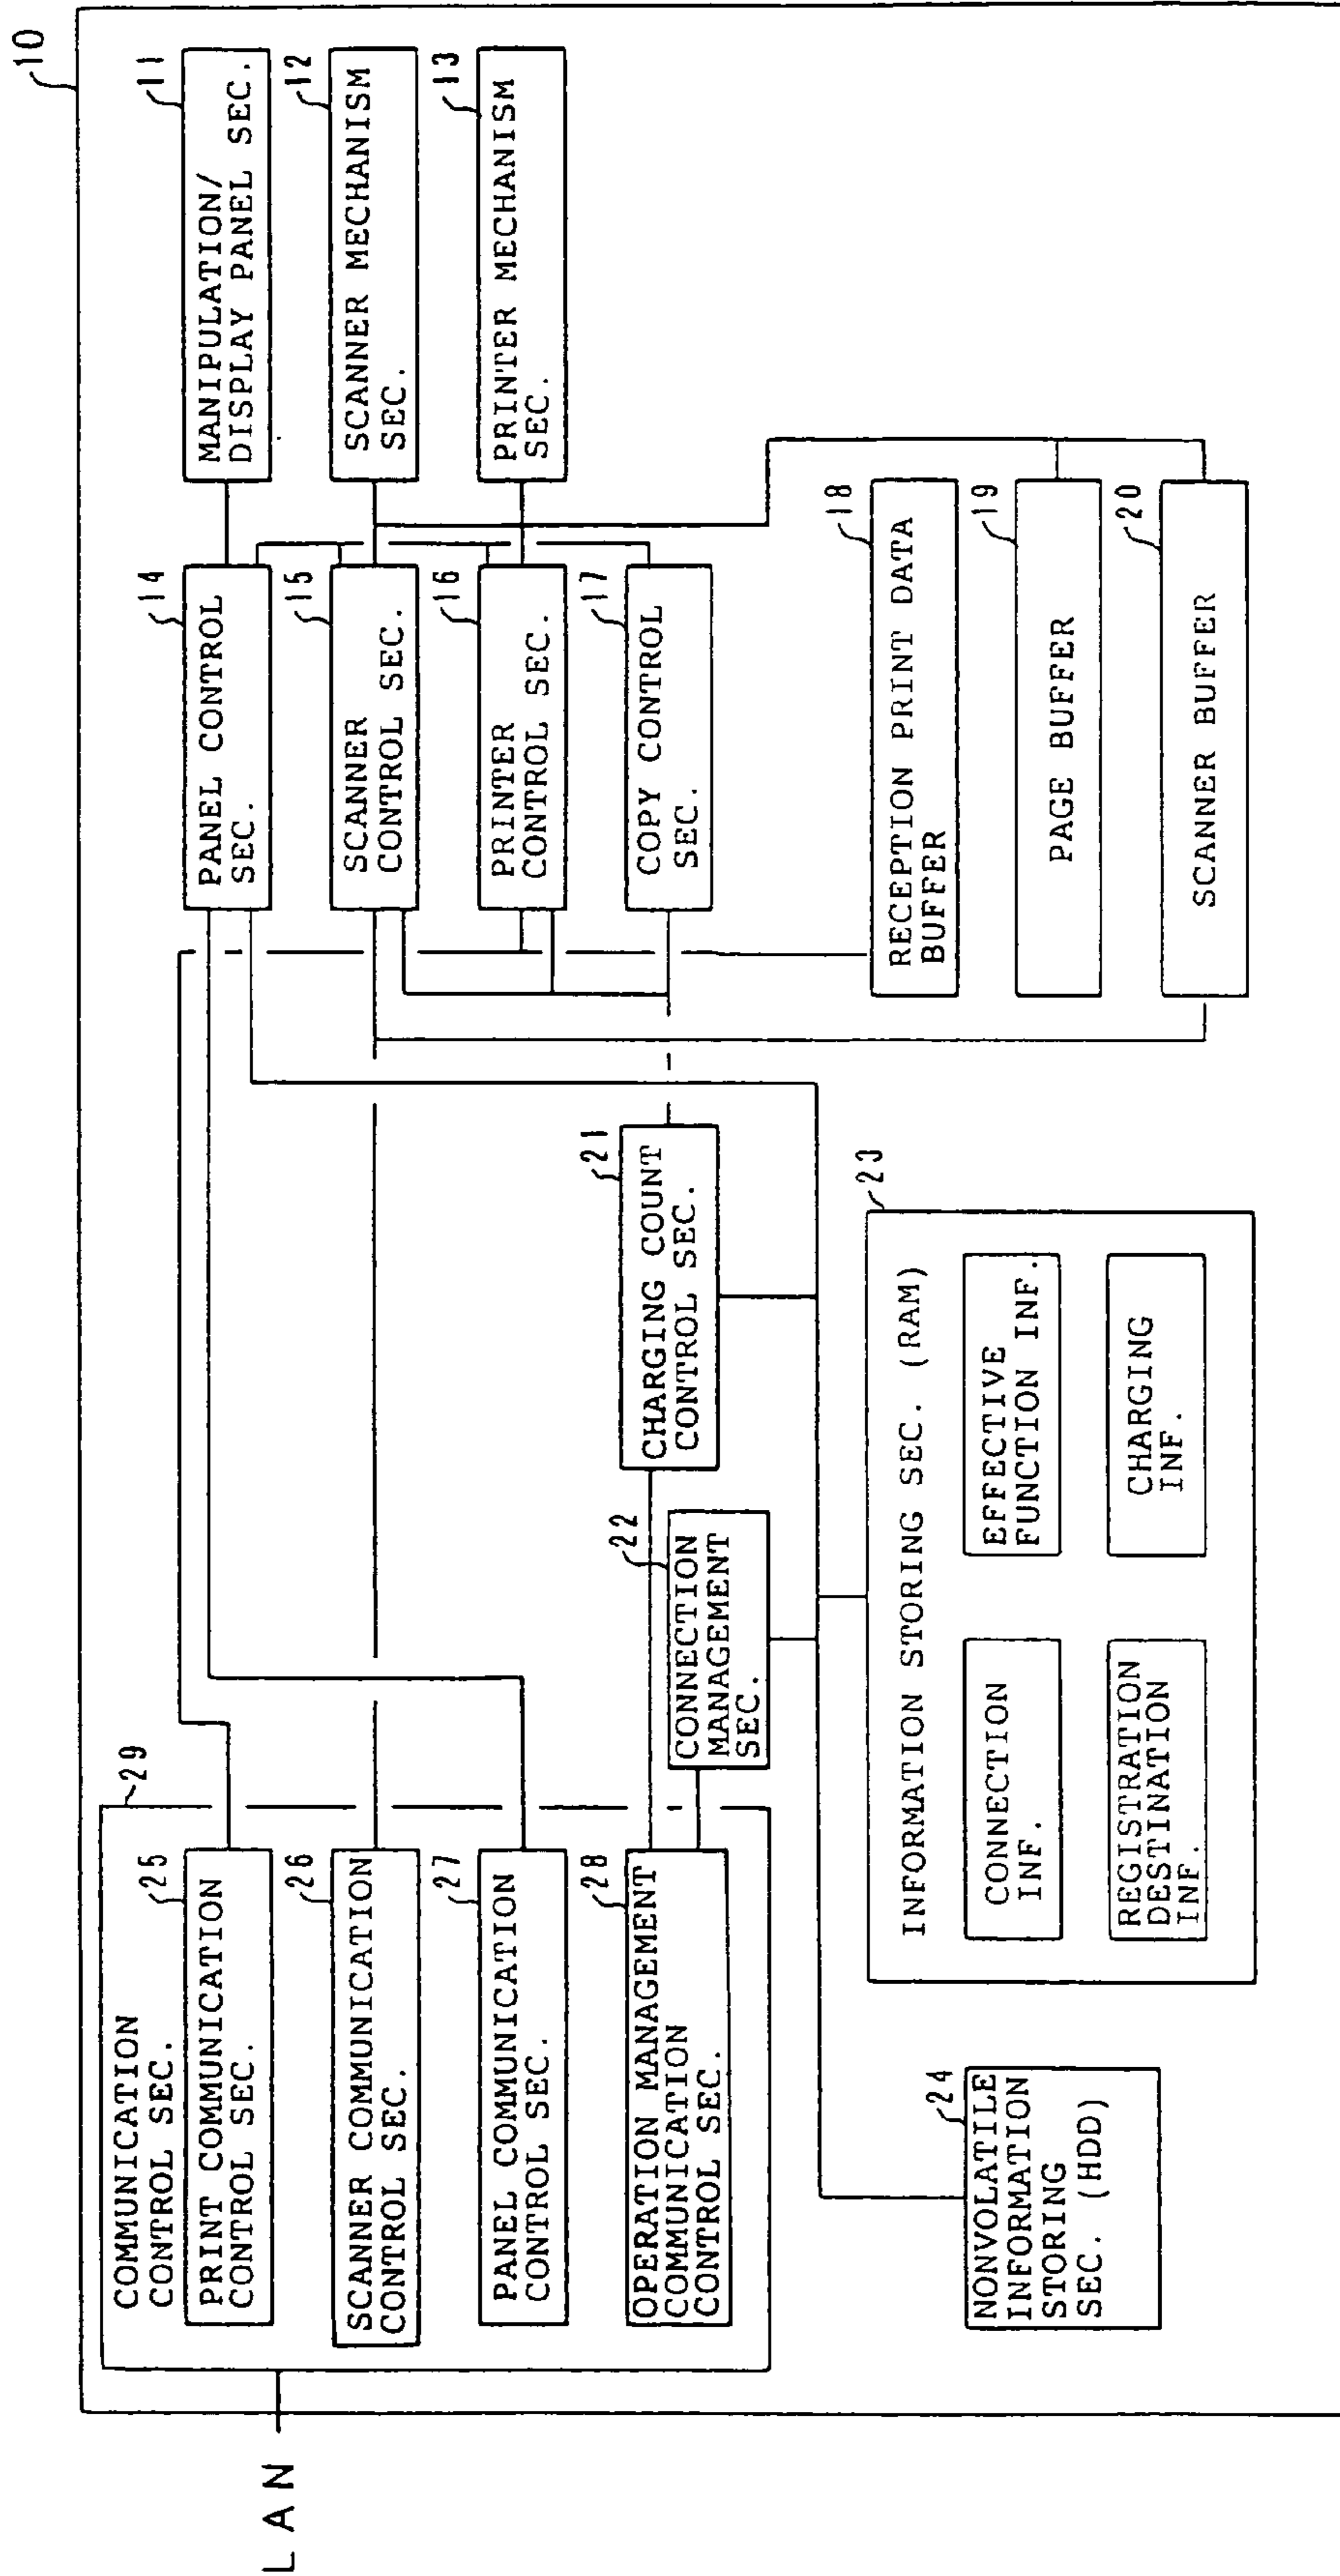 10
LAN
COMMUNICATION
CONTROL SEC.
29
25
PRINT COMMUNICATION
CONTROL SEC.
26
SCANNER COMMUNICATION
CONTROL SEC.
27
PANEL COMMUNICATION
CONTROL SEC.
28
OPERATION MANAGEMENT
COMMUNICATION
CONTROL SEC.
22
CONNECTION
MANAGEMENT
SEC.
21
CHARGING COUNT
CONTROL SEC.
14
PANEL CONTROL
SEC.
15
SCANNER
CONTROL SEC.
16
PRINTER
CONTROL SEC.
17
COPY CONTROL
SEC.
11
MANIPULATION/
DISPLAY PANEL SEC.
12
SCANNER MECHANISM
SEC.
13
PRINTER MECHANISM
SEC.
24
NONVOLATILE
INFORMATION
STORING
SEC. (HDD)
23
INFORMATION STORING SEC. (RAM)
CONNECTION
INF.
EFFECTIVE
FUNCTION INF.
REGISTRATION
DESTINATION
INF.
CHARGING
INF.
18
RECEPTION PRINT DATA
BUFFER
19
PAGE BUFFER
20
SCANNER BUFFER